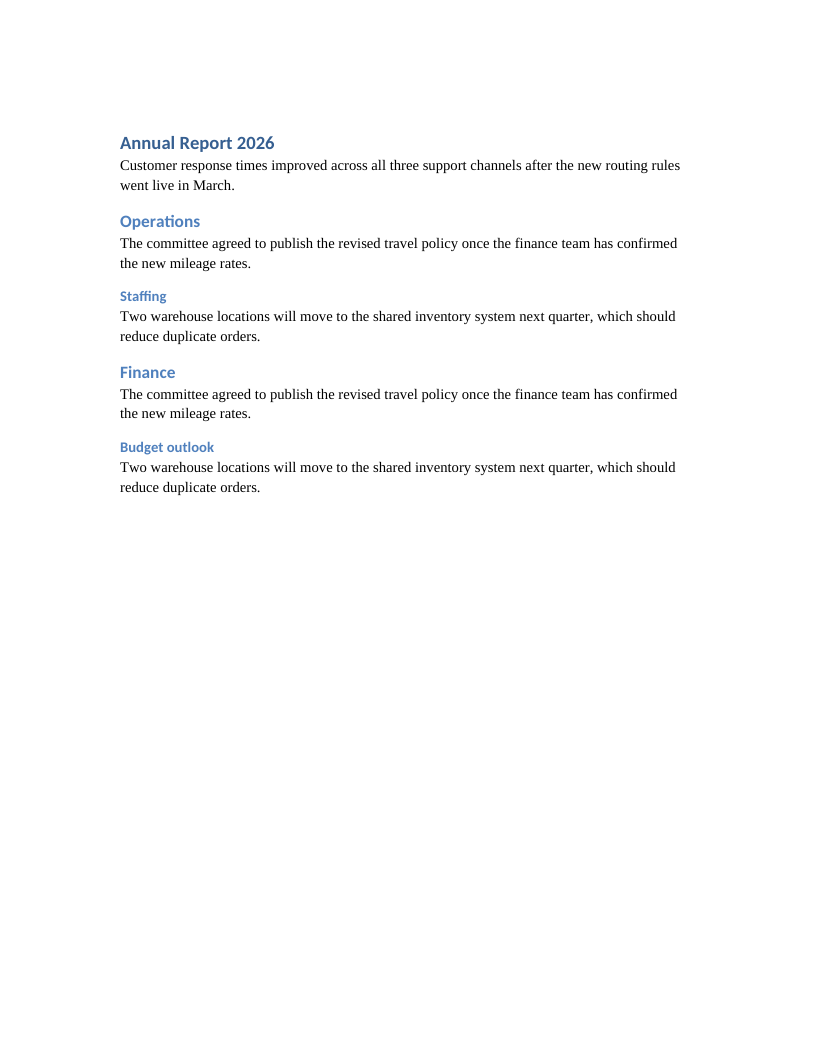 Annual Report 2026
Customer response times improved across all three support channels after the new routing rules
went live in March.
Operations
The committee agreed to publish the revised travel policy once the finance team has confirmed
the new mileage rates.
Staffing
Two warehouse locations will move to the shared inventory system next quarter, which should
reduce duplicate orders.
Finance
The committee agreed to publish the revised travel policy once the finance team has confirmed
the new mileage rates.
Budget outlook
Two warehouse locations will move to the shared inventory system next quarter, which should
reduce duplicate orders.